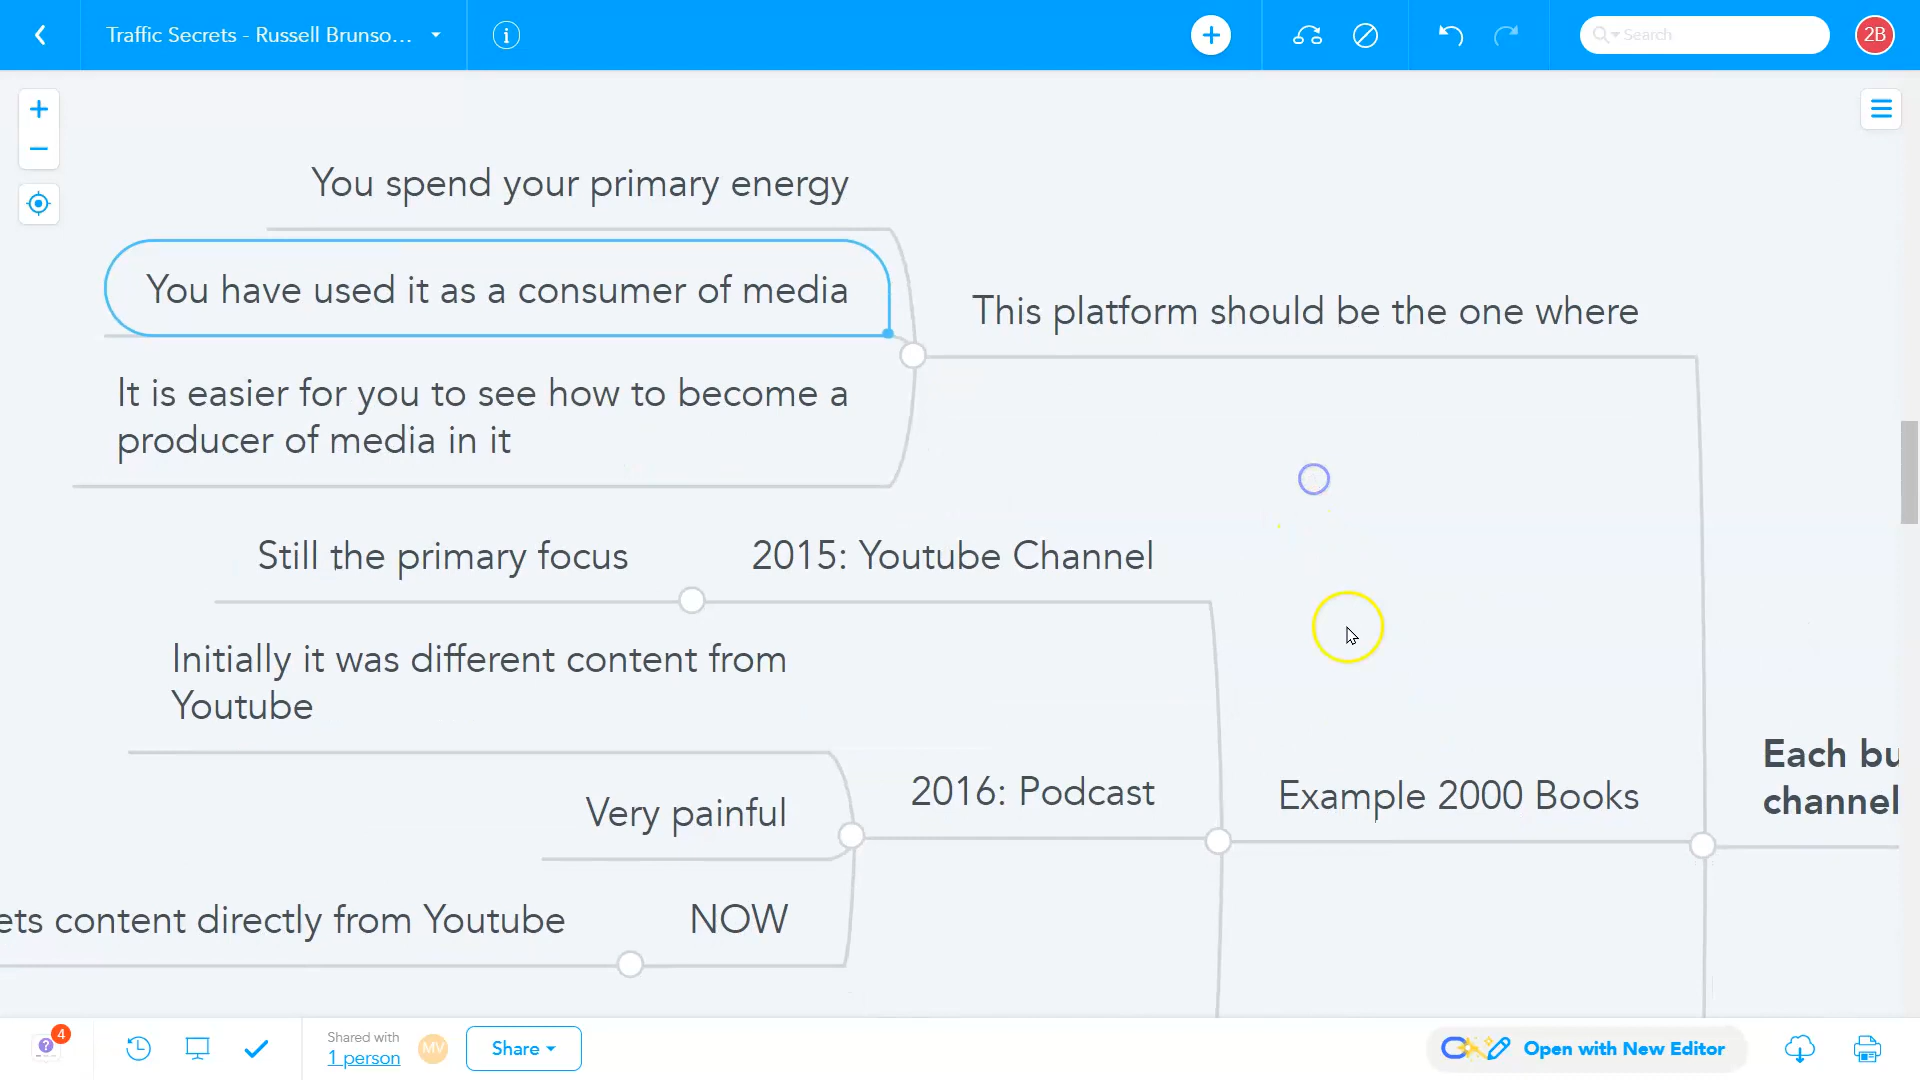 Traffic Secrets - Russell Brunso...
Search
2B
You spend your primary energy
You have used it as a consumer of media
This platform should be the one where
It is easier for you to see how to become a
producer of media in it
Still the primary focus
2015: Youtube Channel
Initially it was different content from
Youtube
Each bu
channel
2016: Podcast
Example 2000 Books
Very painful
ets content directly from Youtube
NOW
4
Shared with
1 person
MV
Share
Open with New Editor